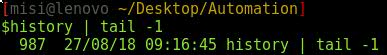 [misi@lenovo ~/Desktop/Automation]
$history | tail -1
  987  27/08/18 09:16:45 history | tail -1